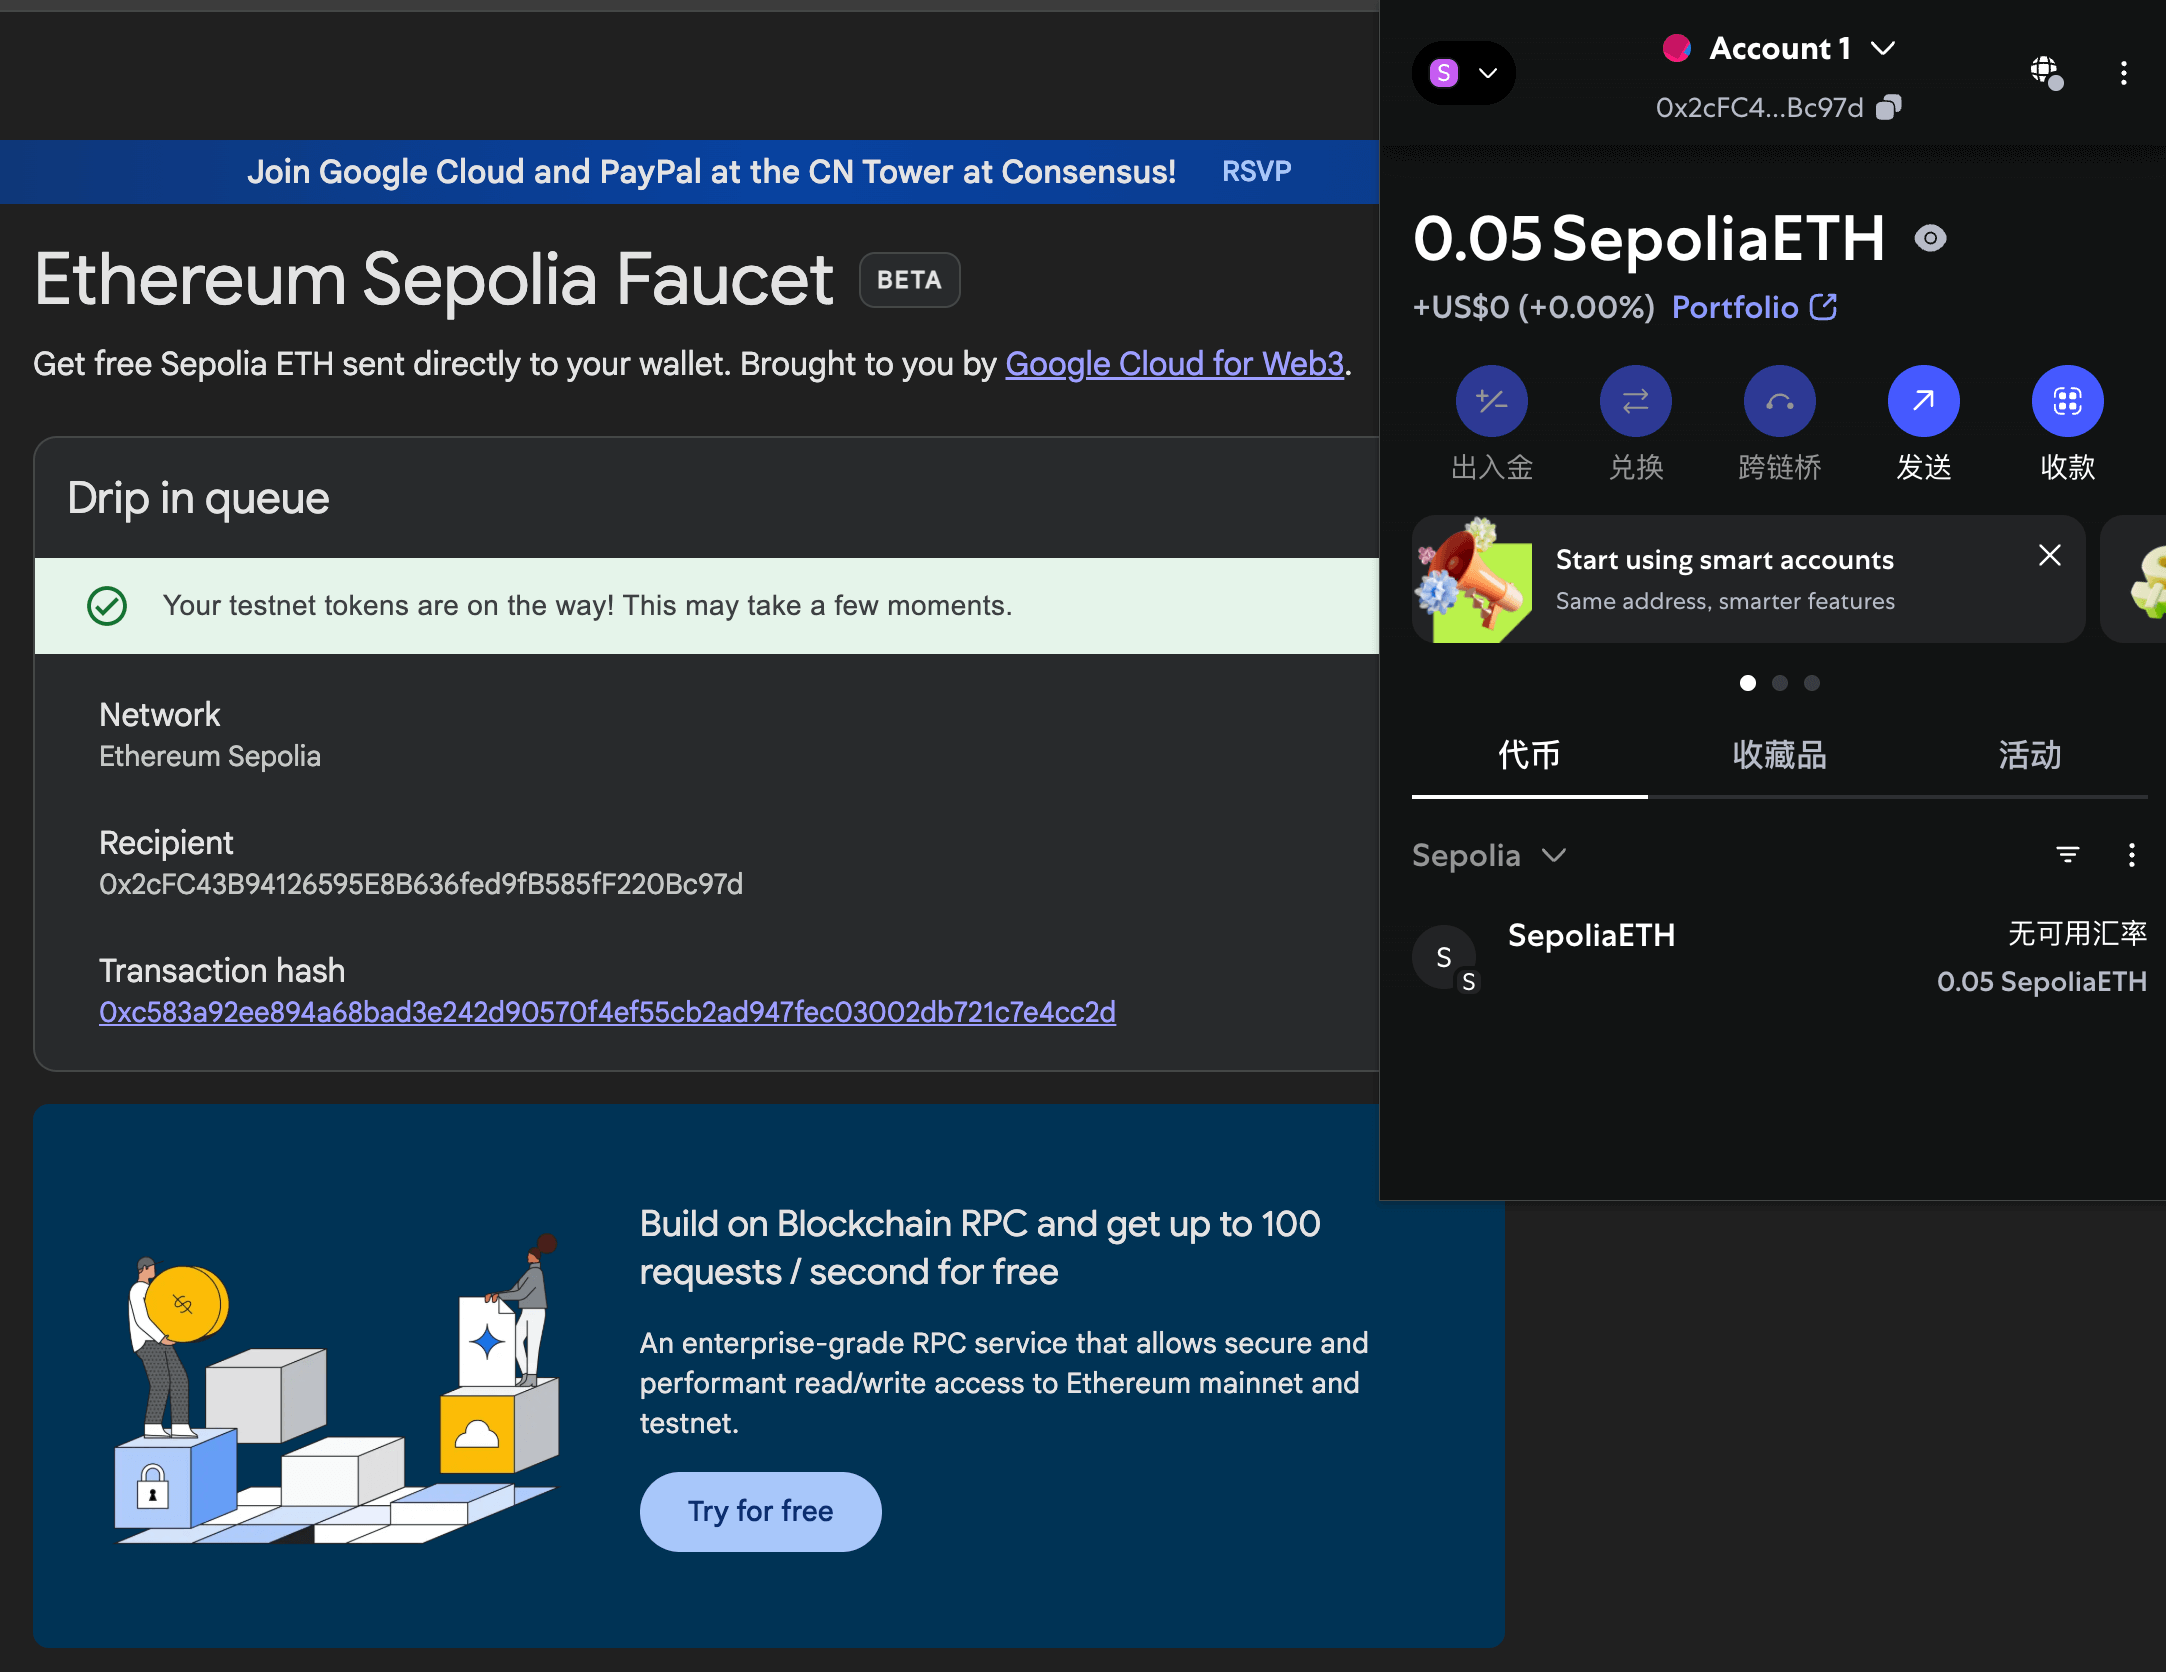 Join Google Cloud and PayPal at the CN Tower at Consensus! RSVP
Ethereum Sepolia Faucet BETA
Get free Sepolia ETH sent directly to your wallet. Brought to you by Google Cloud for Web3.
Drip in queue
Your testnet tokens are on the way! This may take a few moments.
Network
Ethereum Sepolia
Recipient
0x2cFC43B94126595E8B636fed9fB585fF220Bc97d
Transaction hash
0xc583a92ee894a68bad3e242d90570f4ef55cb2ad947fec03002db721c7e4cc2d
Build on Blockchain RPC and get up to 100
requests / second for free
An enterprise-grade RPC service that allows secure and
performant read/write access to Ethereum mainnet and
testnet.
Try for free
S
Account 1
0x2cFC4...Bc97d
0.05 SepoliaETH
+US$0 (+0.00%) Portfolio
出入金 兑换 跨链桥 发送 收款
Start using smart accounts
Same address, smarter features
代币 收藏品 活动
Sepolia
S S SepoliaETH 无可用汇率
0.05 SepoliaETH